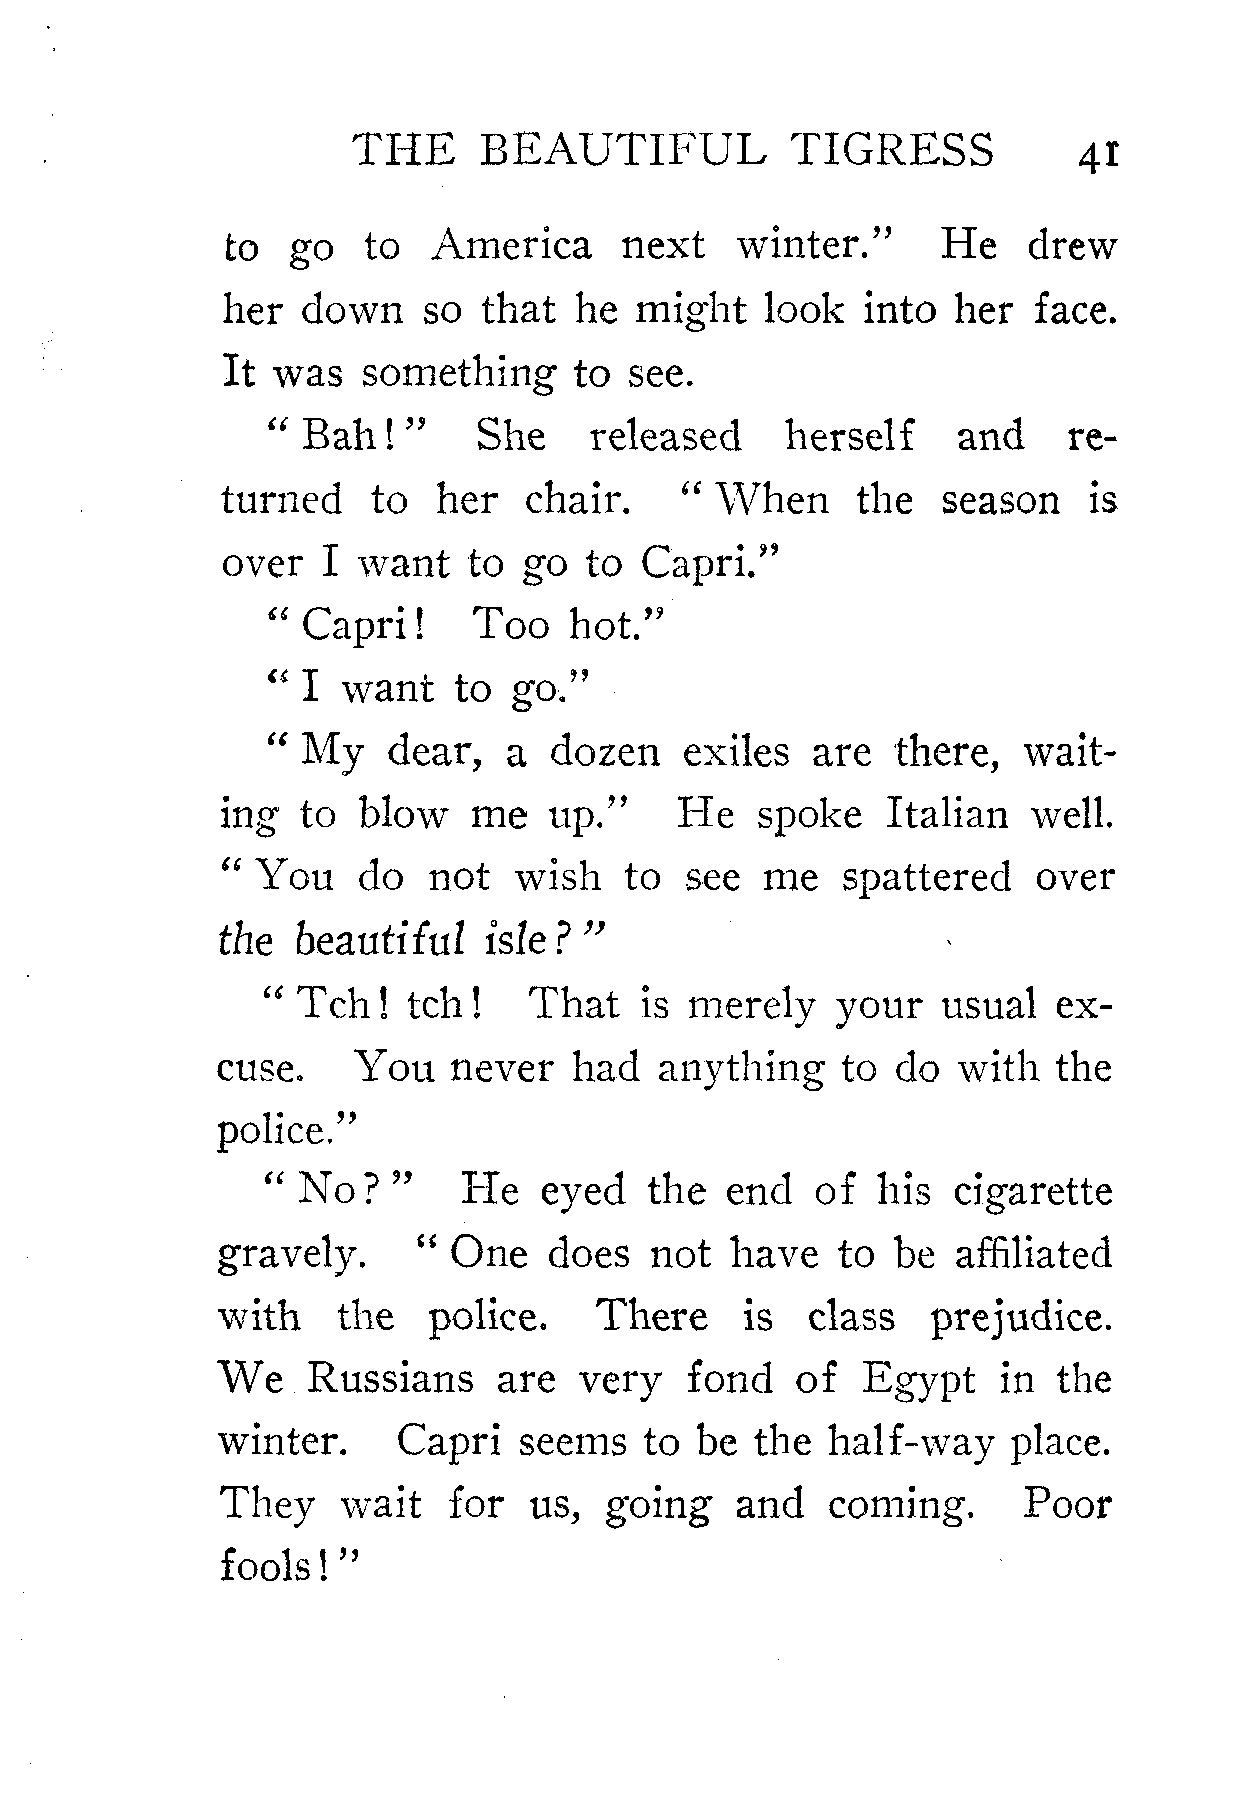 THE BEAUTIFUL TIGRESS 41
to go to America next winter." He drew
her down so that he might look into her face.
It was something to see.
" Bah ! " She released herself and re-
turned to her chair. " When the season is
over I want to go to Capri."
" Capri ! Too hot."
" I want to go."
" My dear, a dozen exiles are there, wait-
ing to blow me up." He spoke Italian well.
" You do not wish to see me spattered over
the beautiful isle ? "
" Tch ! tch ! That is merely your usual ex-
cuse. You never had anything to do with the
police."
" No ? " He eyed the end of his cigarette
gravely. " One does not have to be affiliated
with the police. There is class prejudice.
We Russians are very fond of Egypt in the
winter. Capri seems to be the half-way place.
They wait for us, going and coming. Poor
fools ! "